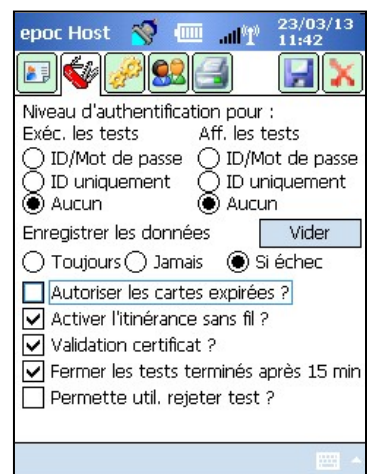 epoc Host 23/03/13
11:42
Niveau d'authentification pour :
Exéc. les tests Aff. les tests
ID/Mot de passe ID/Mot de passe
ID uniquement ID uniquement
Aucun Aucun
Enregistrer les données Vider
Toujours Jamais Si échec
Autoriser les cartes expirées ?
Activer l'itinérance sans fil ?
Validation certificat ?
Fermer les tests terminés après 15 min
Permette util. rejeter test ?